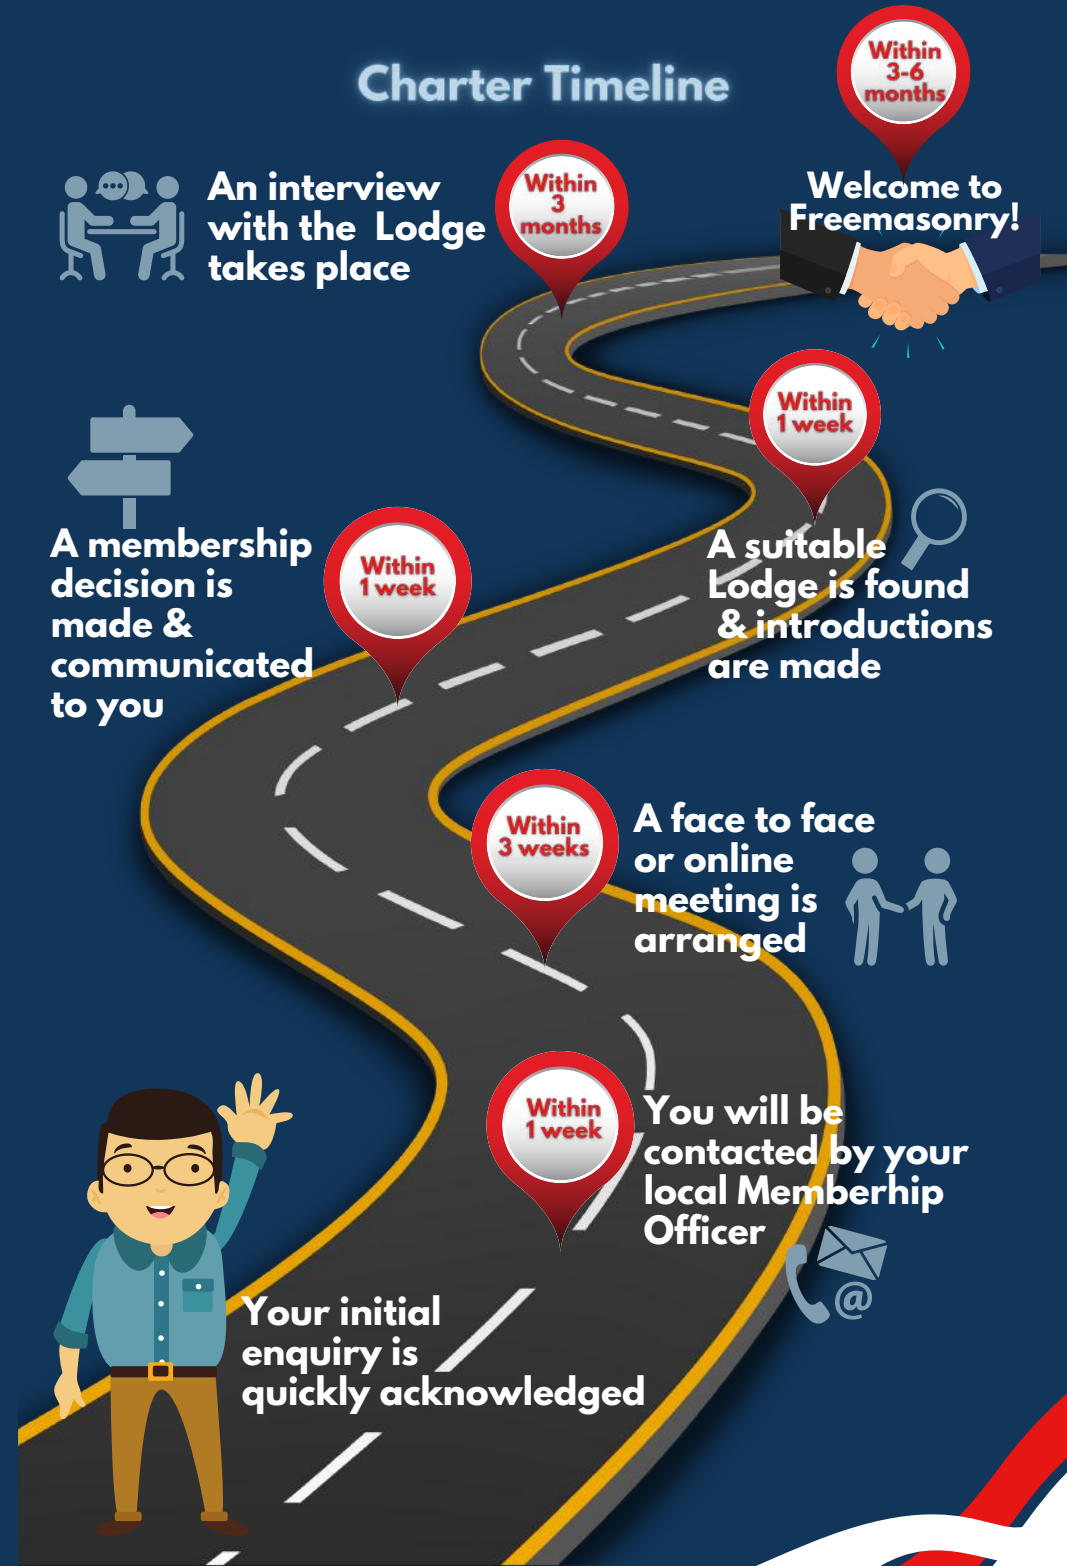 Charter Timeline
Within
3-6
months
Welcome to
Freemasonry!
An interview
with the Lodge
takes place
Within
3
months
Within
1 week
A suitable
Lodge is found
& introductions
are made
A membership
decision is
made &
communicated
to you
Within
1 week
Within
3 weeks
A face to face
or online
meeting is
arranged
Within
1 week
You will be
contacted by your
local Memberhip
Officer
@
Your initial
enquiry is
quickly acknowledged